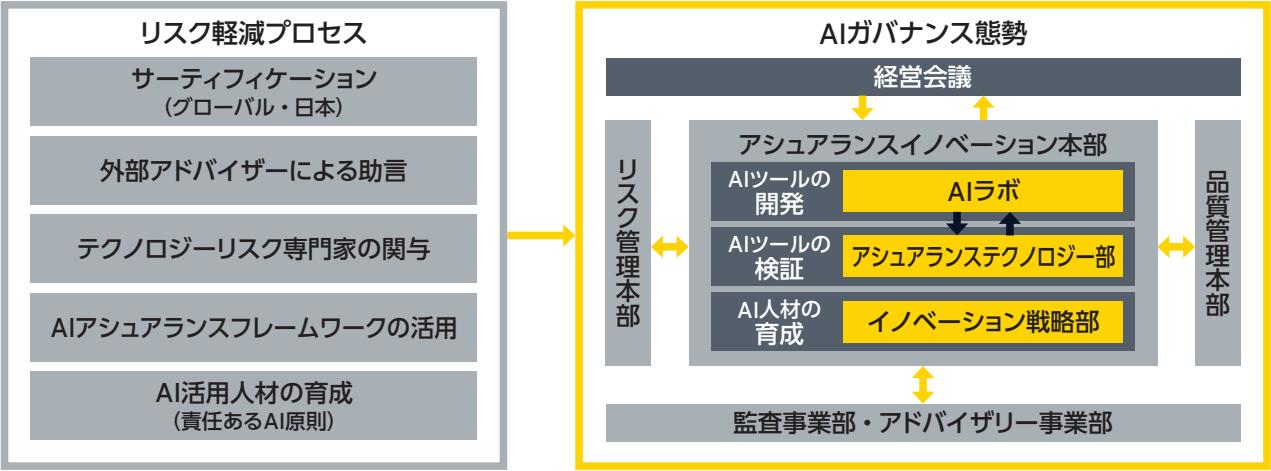 リスク軽減プロセス
サーティフィケーション
（グローバル・日本）
外部アドバイザーによる助言
テクノロジーリスク専門家の関与
AIアシュアランスフレームワークの活用
AI活用人材の育成
（責任あるAI原則）
AIガバナンス態勢
経営会議
リスク管理本部
アシュアランスイノベーション本部
AIツールの
開発
AIラボ
AIツールの
検証
アシュアランステクノロジー部
AI人材の
育成
イノベーション戦略部
品質管理本部
監査事業部・アドバイザリー事業部